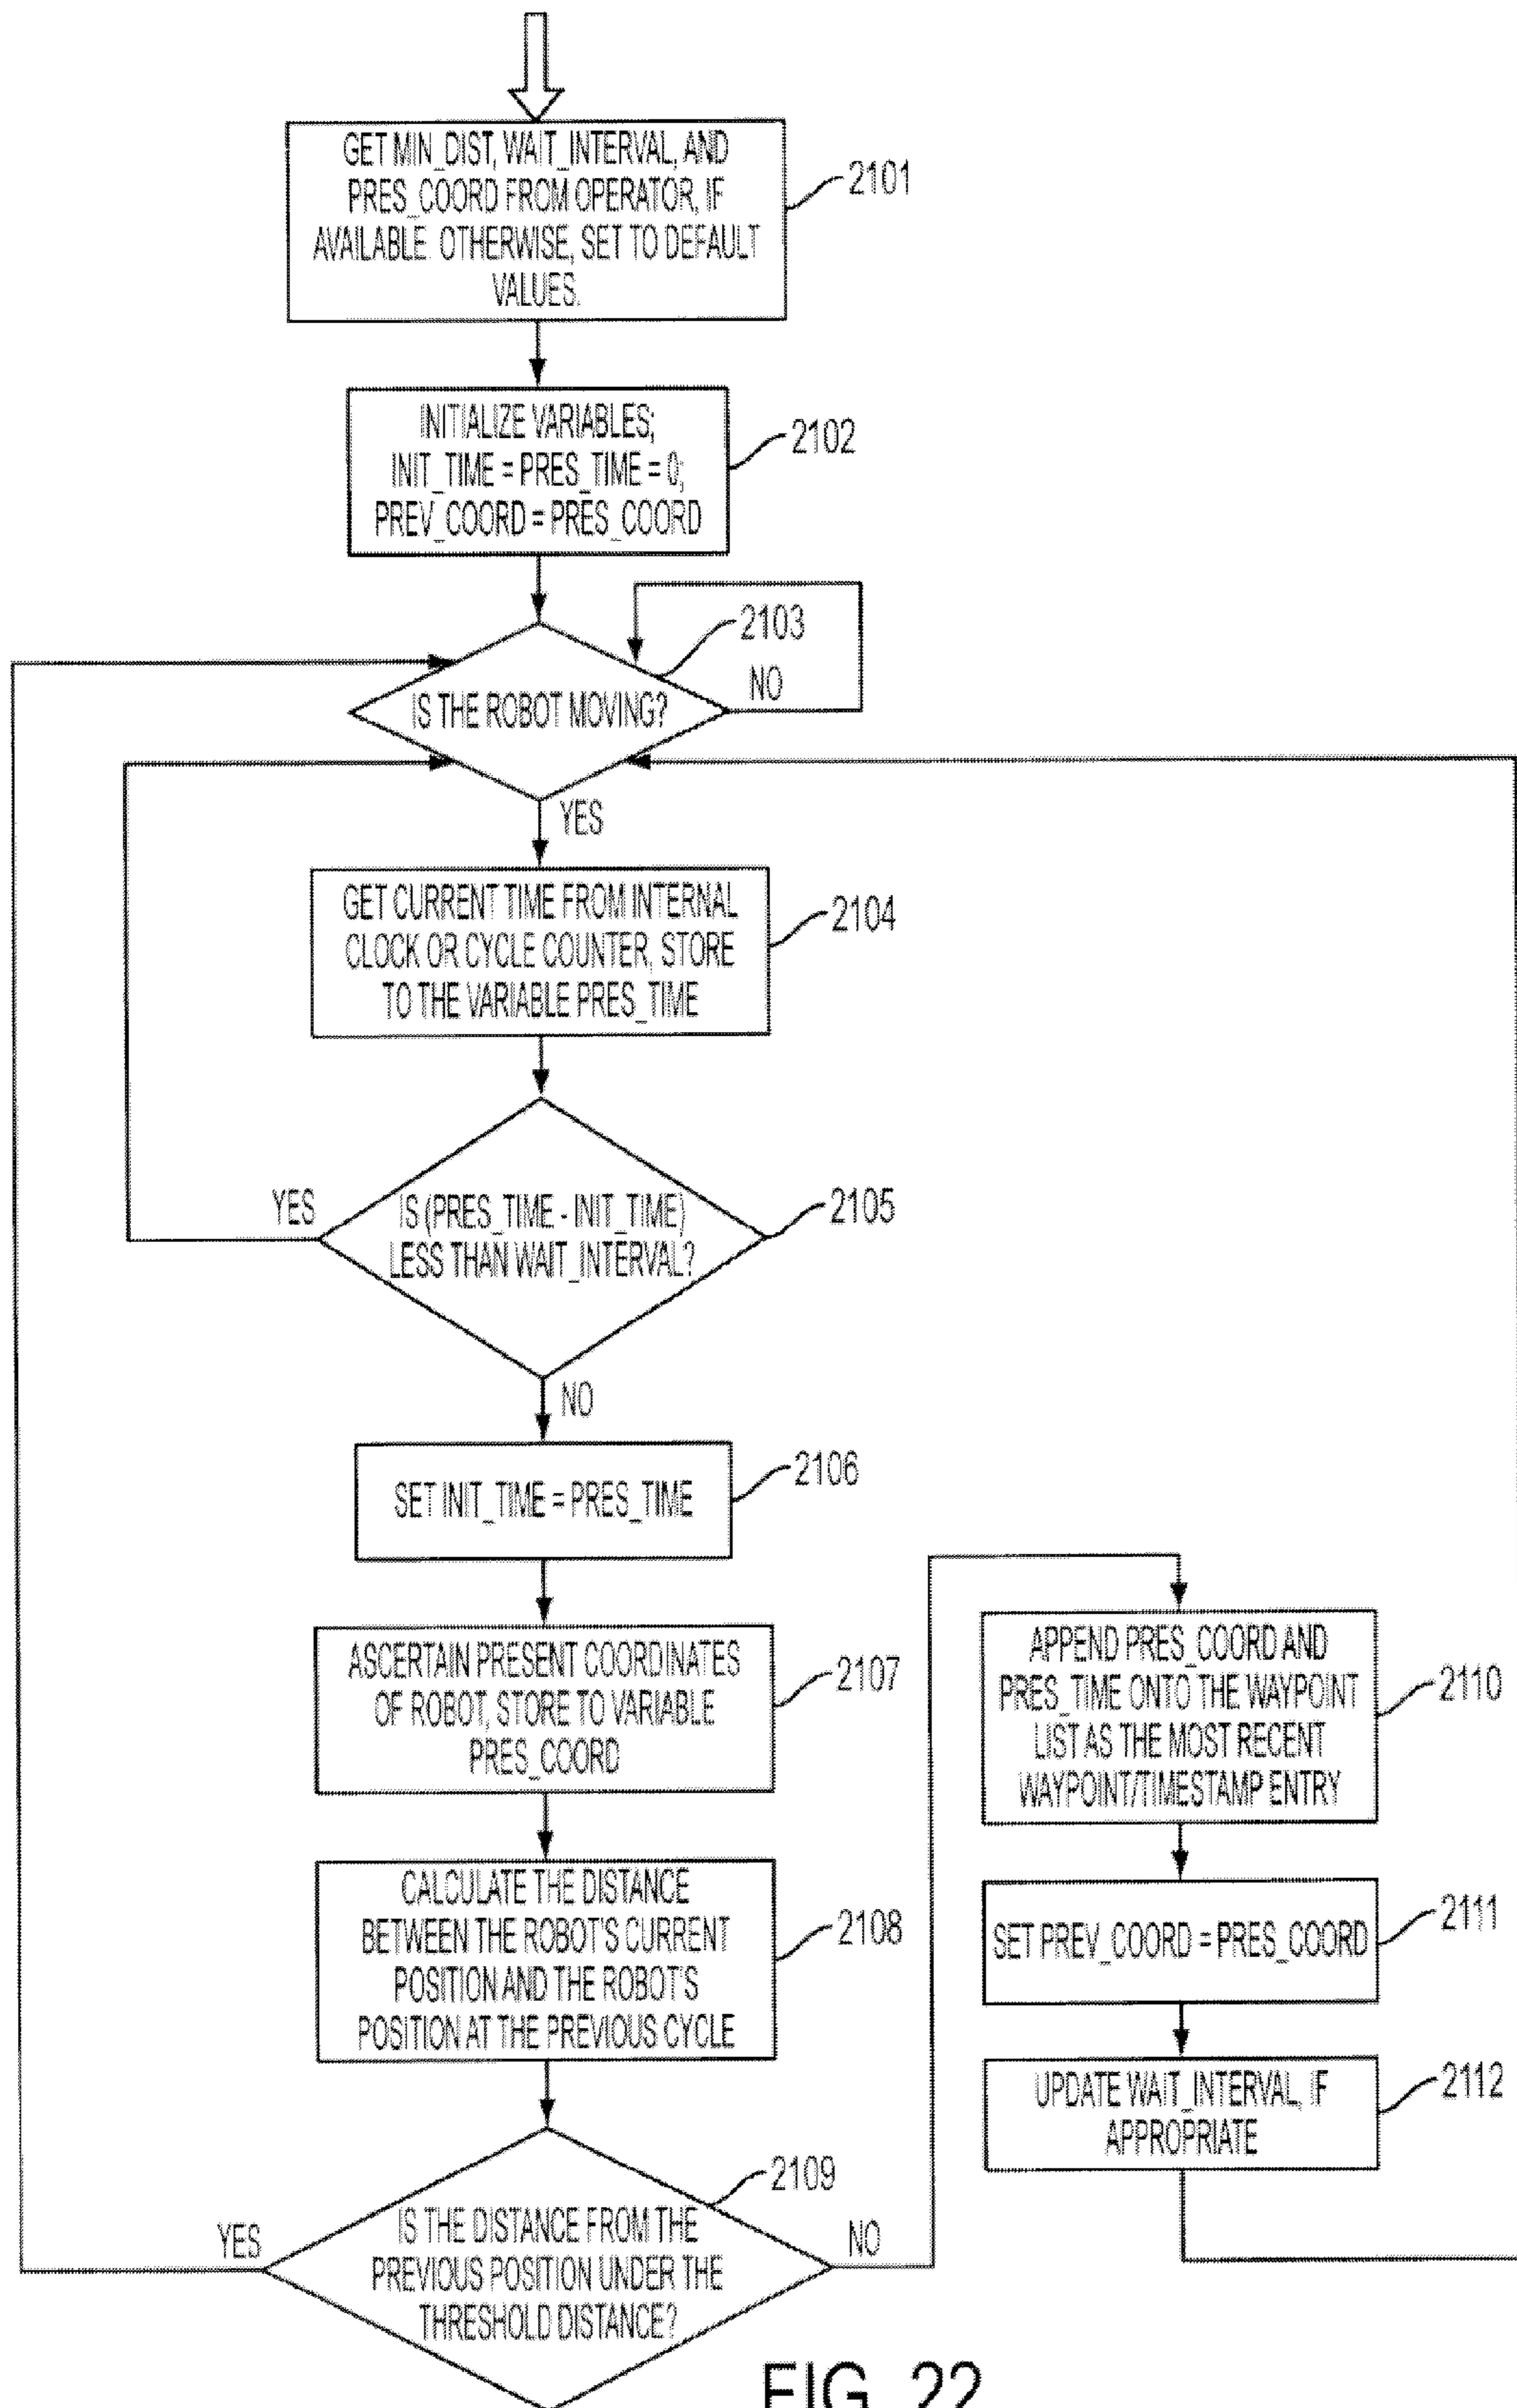 GET MIN_DIST, WAIT_INTERVAL, AND
PRES_COORD FROM OPERATOR, IF
AVAILABLE. OTHERWISE, SET TO DEFAULT
VALUES.
2101
INITIALIZE VARIABLES;
INIT_TIME = PRES_TIME = 0;
PREV_COORD = PRES_COORD
2102
2103
IS THE ROBOT MOVING?
NO
YES
GET CURRENT TIME FROM INTERNAL
CLOCK OR CYCLE COUNTER, STORE
TO THE VARIABLE PRES_TIME
2104
YES
IS (PRES_TIME - INIT_TIME)
LESS THAN WAIT_INTERVAL?
2105
NO
SET INIT_TIME = PRES_TIME
2106
ASCERTAIN PRESENT COORDINATES
OF ROBOT, STORE TO VARIABLE
PRES_COORD
2107
CALCULATE THE DISTANCE
BETWEEN THE ROBOT'S CURRENT
POSITION AND THE ROBOT'S
POSITION AT THE PREVIOUS CYCLE
2108
2109
YES
IS THE DISTANCE FROM THE
PREVIOUS POSITION UNDER THE
THRESHOLD DISTANCE?
NO
APPEND PRES_COORD AND
PRES_TIME ONTO THE WAYPOINT
LIST AS THE MOST RECENT
WAYPOINT/TIMESTAMP ENTRY
2110
SET PREV_COORD = PRES_COORD
2111
UPDATE WAIT_INTERVAL, IF
APPROPRIATE
2112
FIG. 22